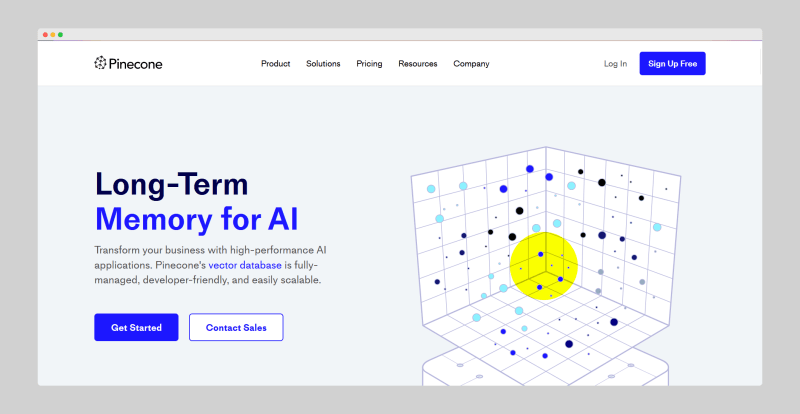 Pinecone
Product Solutions Pricing Resources Company
Log In Sign Up Free
Long-Term
Memory for AI
Transform your business with high-performance AI
applications. Pinecone's vector database is fully-
managed, developer-friendly, and easily scalable.
Get Started Contact Sales